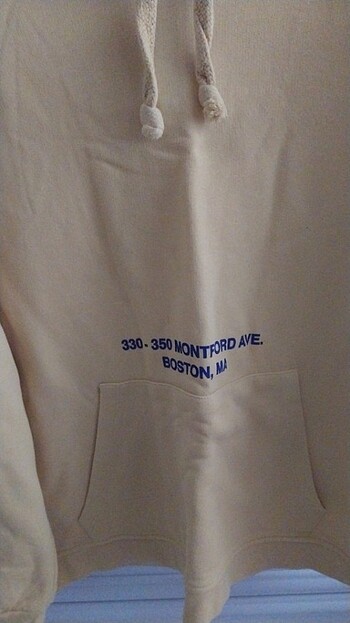 330-350 MONTFORD AVE.
BOSTON, MA